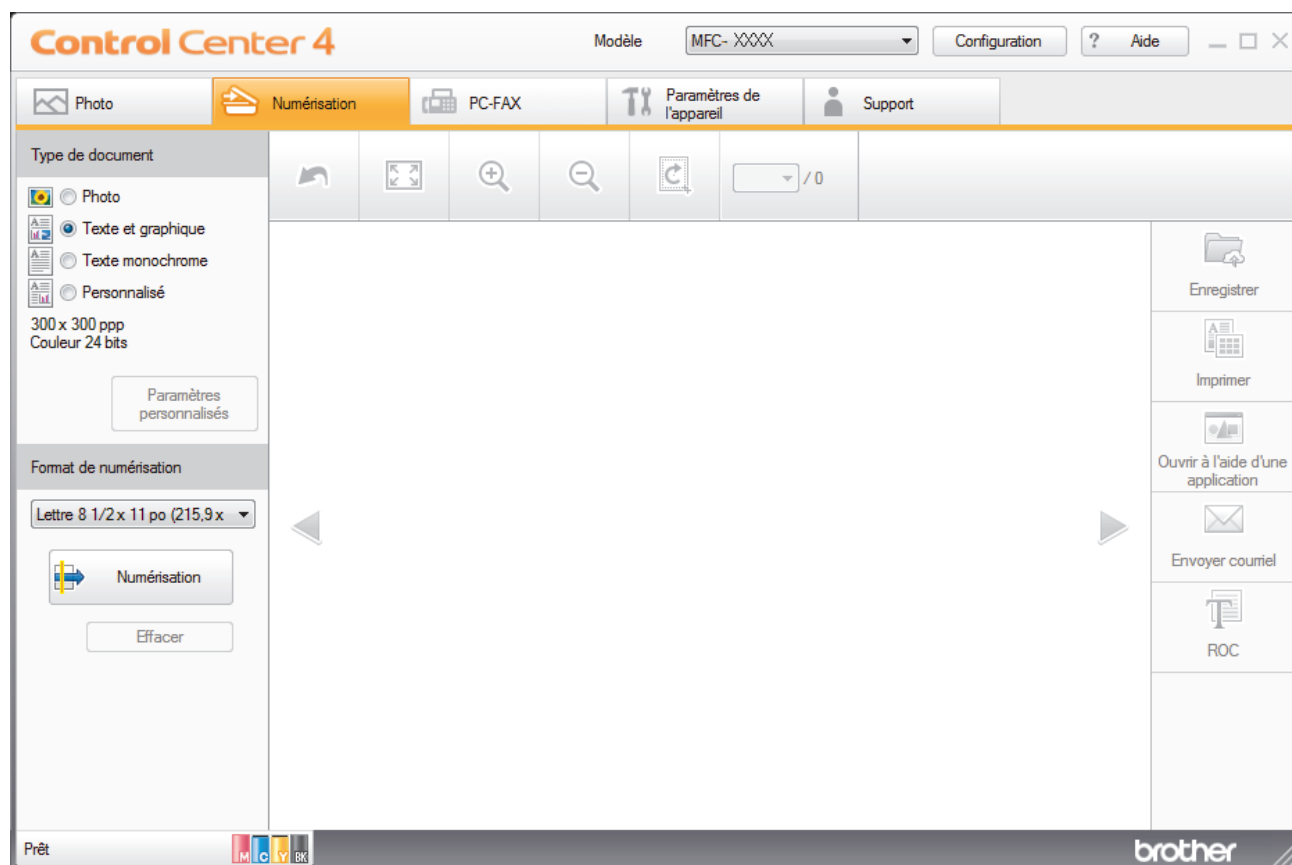 Control Center 4
Modèle
MFC- XXXX
Configuration
? Aide
Photo
Numérisation
PC-FAX
Paramètres de
l'appareil
Support
Type de document
/ 0
Photo
Texte et graphique
Texte monochrome
Personnalisé
300 x 300 ppp
Couleur 24 bits
Paramètres
personnalisés
Format de numérisation
Lettre 8 1/2 x 11 po (215,9 x
Numérisation
Effacer
Enregistrer
Imprimer
Ouvrir à l'aide d'une
application
Envoyer courriel
ROC
Prêt
M C Y BK
brother